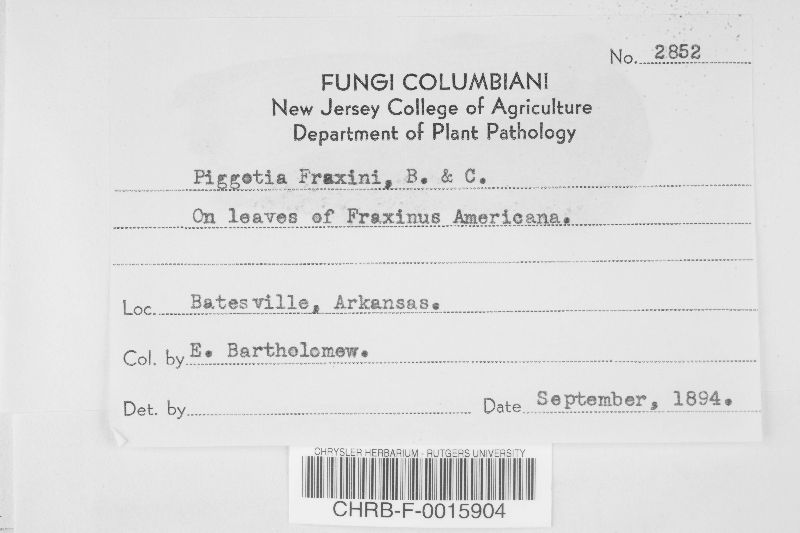 No. 2852
FUNGI COLUMBIANI
New Jersey College of Agriculture
Department of Plant Pathology
Piggotia Fraxini, B. & C.
On leaves of Fraxinus Americana.
Loc. Batesville, Arkansas.
Col. by E. Bartholomew.
Det. by Date September, 1894.
CHRYSLER HERBARIUM - RUTGERS UNIVERSITY
CHRB-F-0015904